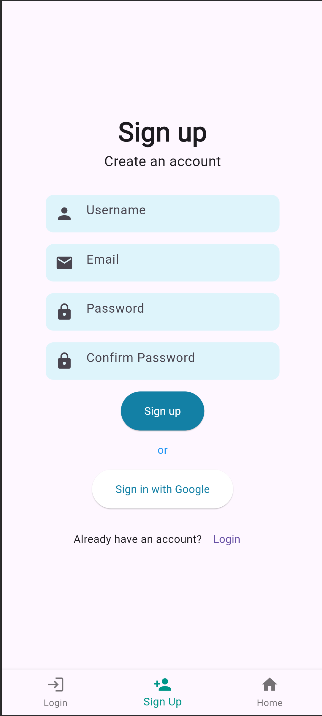 Sign up
Create an account
Username
Email
Password
Confirm Password
Sign up
or
Sign in with Google
Already have an account? Login
Login
Sign Up
Home